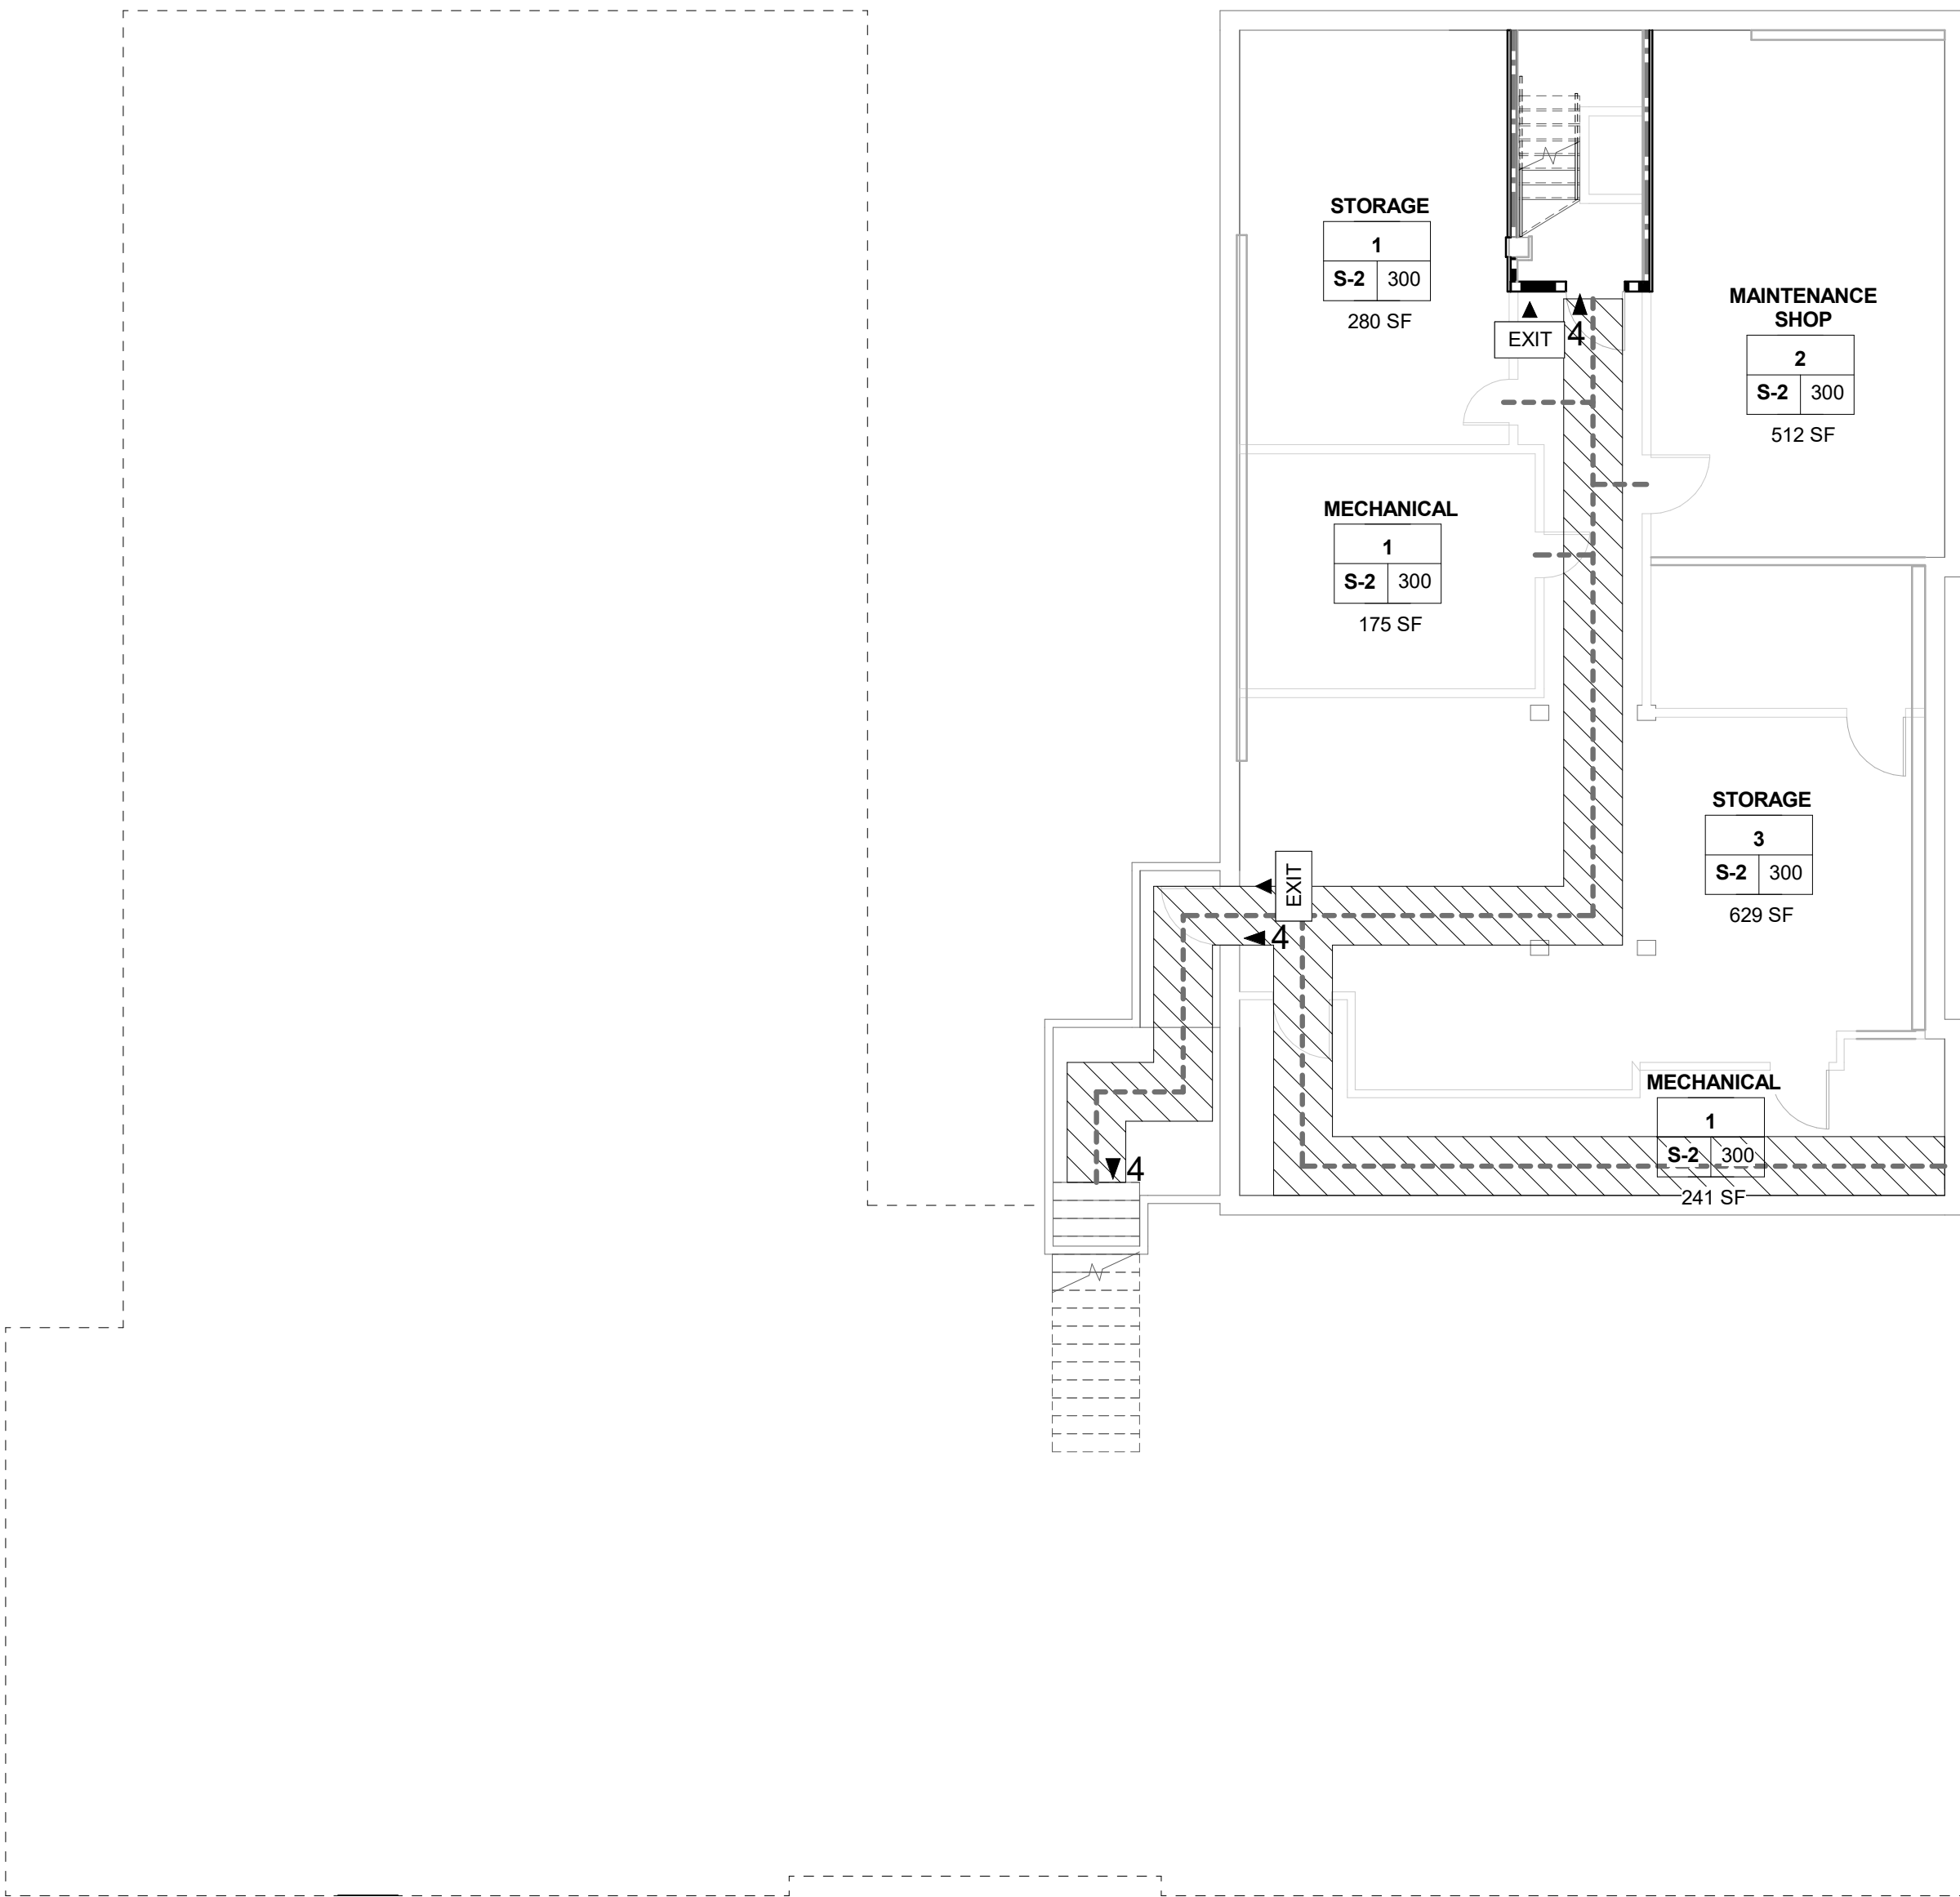 STORAGE
1
S-2 300
280 SF
EXIT 4
MAINTENANCE
SHOP
2
S-2 300
512 SF
MECHANICAL
1
S-2 300
175 SF
STORAGE
3
S-2 300
629 SF
EXIT
4
MECHANICAL
1
S-2 300
241 SF
4